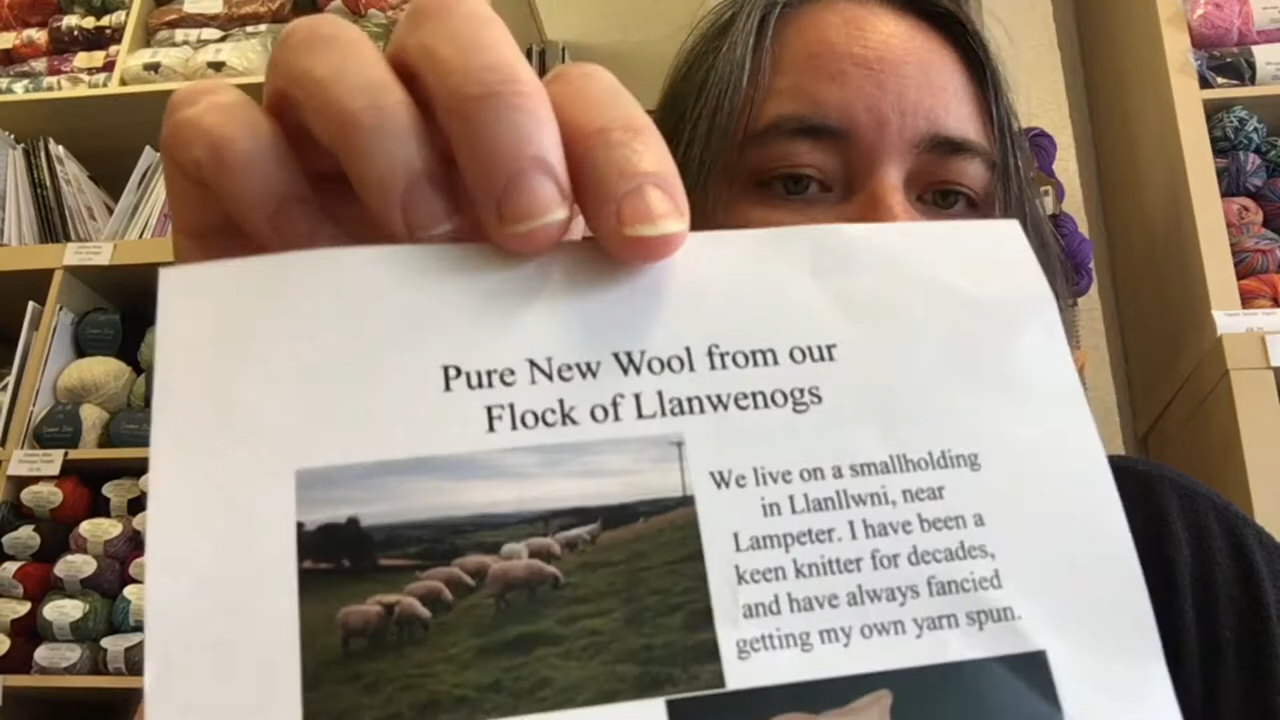 Pure New Wool from our
Flock of Llanwenogs
We live on a smallholding
in Llanllwni, near
Lampeter. I have been a
keen knitter for decades,
and have always fancied
getting my own yarn spun.